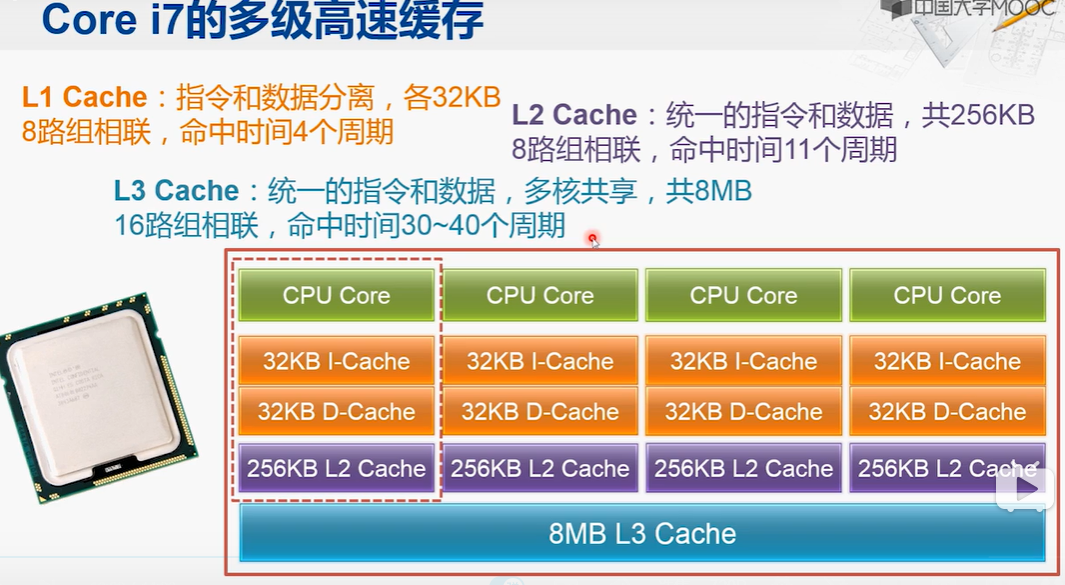 Core i7的多级高速缓存
中国大学MOOC
L1 Cache：指令和数据分离，各32KB
8路组相联，命中时间4个周期
L2 Cache：统一的指令和数据，共256KB
8路组相联，命中时间11个周期
L3 Cache：统一的指令和数据，多核共享，共8MB
16路组相联，命中时间30~40个周期
CPU Core CPU Core CPU Core CPU Core
32KB I-Cache 32KB I-Cache 32KB I-Cache 32KB I-Cache
32KB D-Cache 32KB D-Cache 32KB D-Cache 32KB D-Cache
256KB L2 Cache 256KB L2 Cache 256KB L2 Cache 256KB L2 Cache
8MB L3 Cache